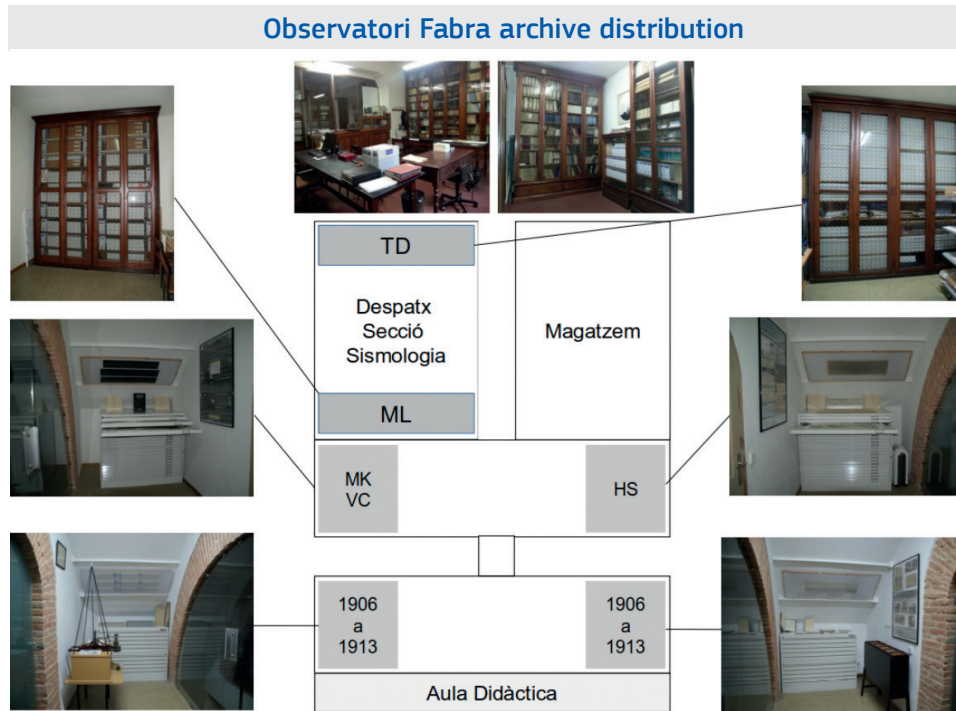 Observatori Fabra archive distribution
TD
Despatx
Secció
Sismologia
Magatzem
ML
MK
VC
HS
1906
a
1913
1906
a
1913
Aula Didàctica